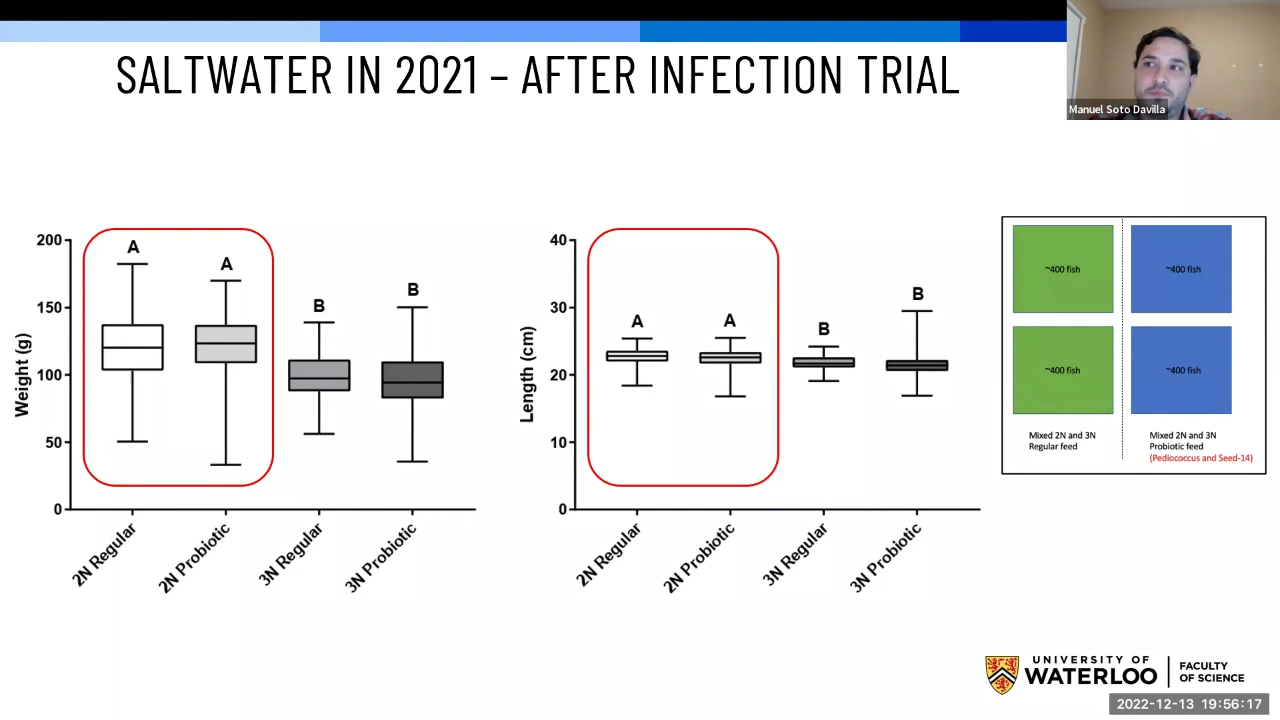 SALTWATER IN 2021 – AFTER INFECTION TRIAL
Manuel Soto Davilla
Weight (g)
200
150
100
50
0
A
A
B
B
2N Regular
2N Probiotic
3N Regular
3N Probiotic
Length (cm)
40
30
20
10
0
A
A
B
B
2N Regular
2N Probiotic
3N Regular
3N Probiotic
~400 fish
~400 fish
~400 fish
~400 fish
Mixed 2N and 3N
Regular feed
Mixed 2N and 3N
Probiotic feed
(Pediococcus and Seed-14)
UNIVERSITY OF
WATERLOO
FACULTY
OF SCIENCE
2022-12-13 19:56:17